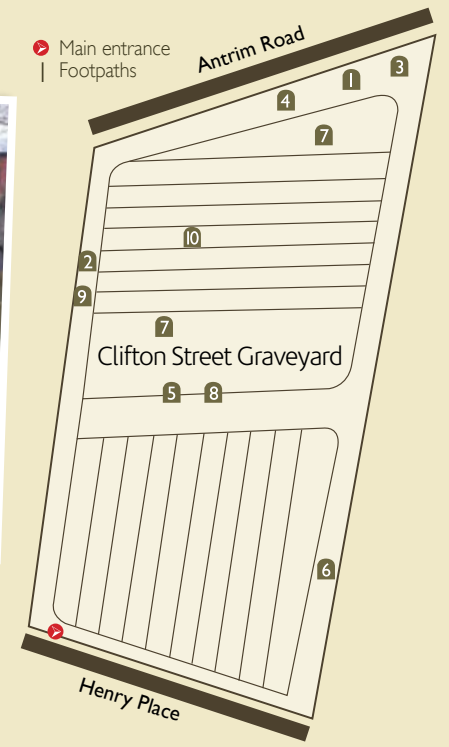 Main entrance
Footpaths
Antrim Road
3
1
4
7
10
2
9
7
Clifton Street Graveyard
5 8
6
Henry Place